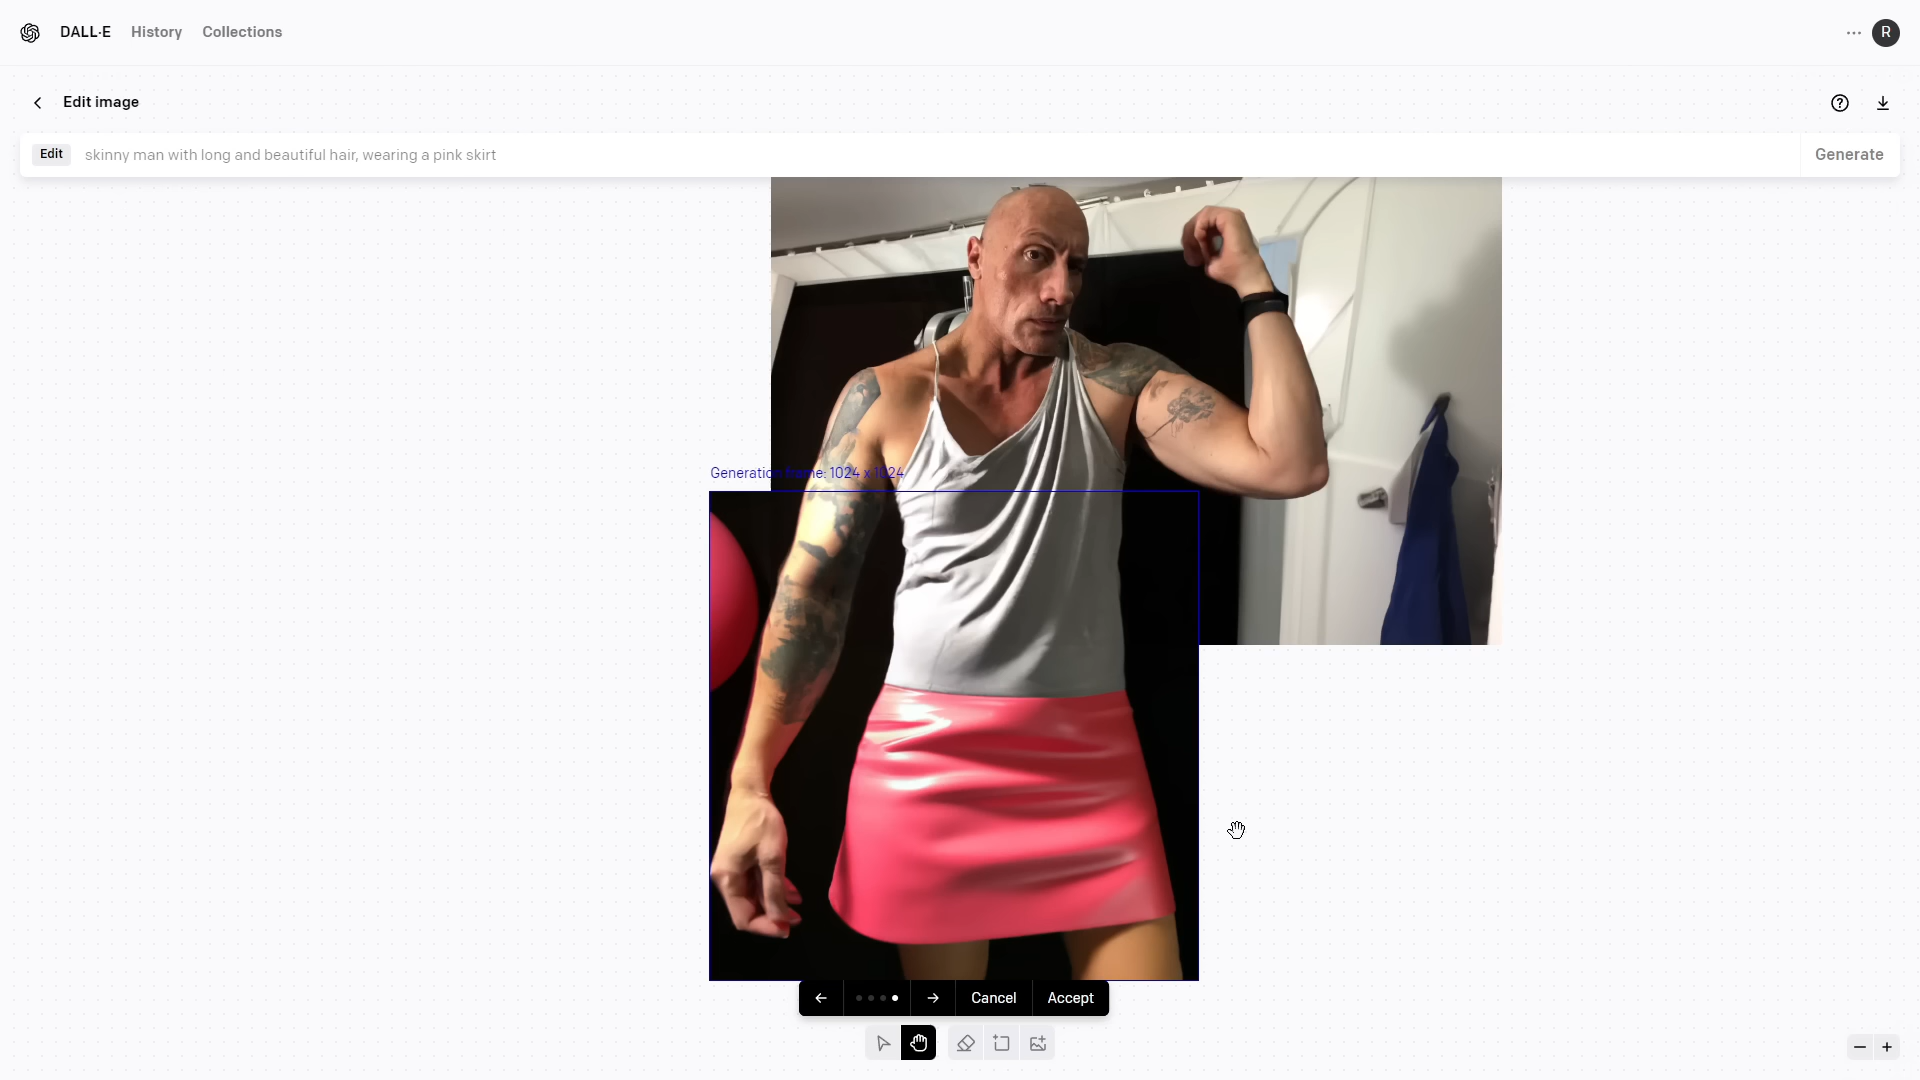 DALL·E History Collections
R
Edit image
Edit skinny man with long and beautiful hair, wearing a pink skirt Generate
Generation frame: 1024 x 1024
Cancel Accept